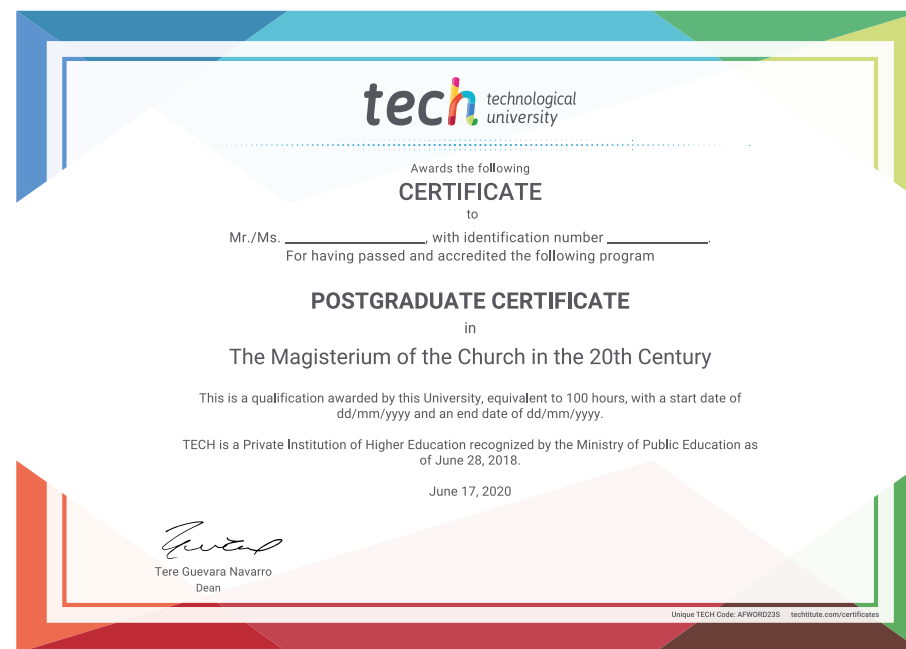 tech technological
university
Awards the following
CERTIFICATE
to
Mr./Ms. ____________________, with identification number ______________.
For having passed and accredited the following program
POSTGRADUATE CERTIFICATE
in
The Magisterium of the Church in the 20th Century
This is a qualification awarded by this University, equivalent to 100 hours, with a start date of
dd/mm/yyyy and an end date of dd/mm/yyyy.
TECH is a Private Institution of Higher Education recognized by the Ministry of Public Education as
of June 28, 2018.
June 17, 2020
Tere Guevara Navarro
Dean
Unique TECH Code: AFWORD23S techtitute.com/certificates